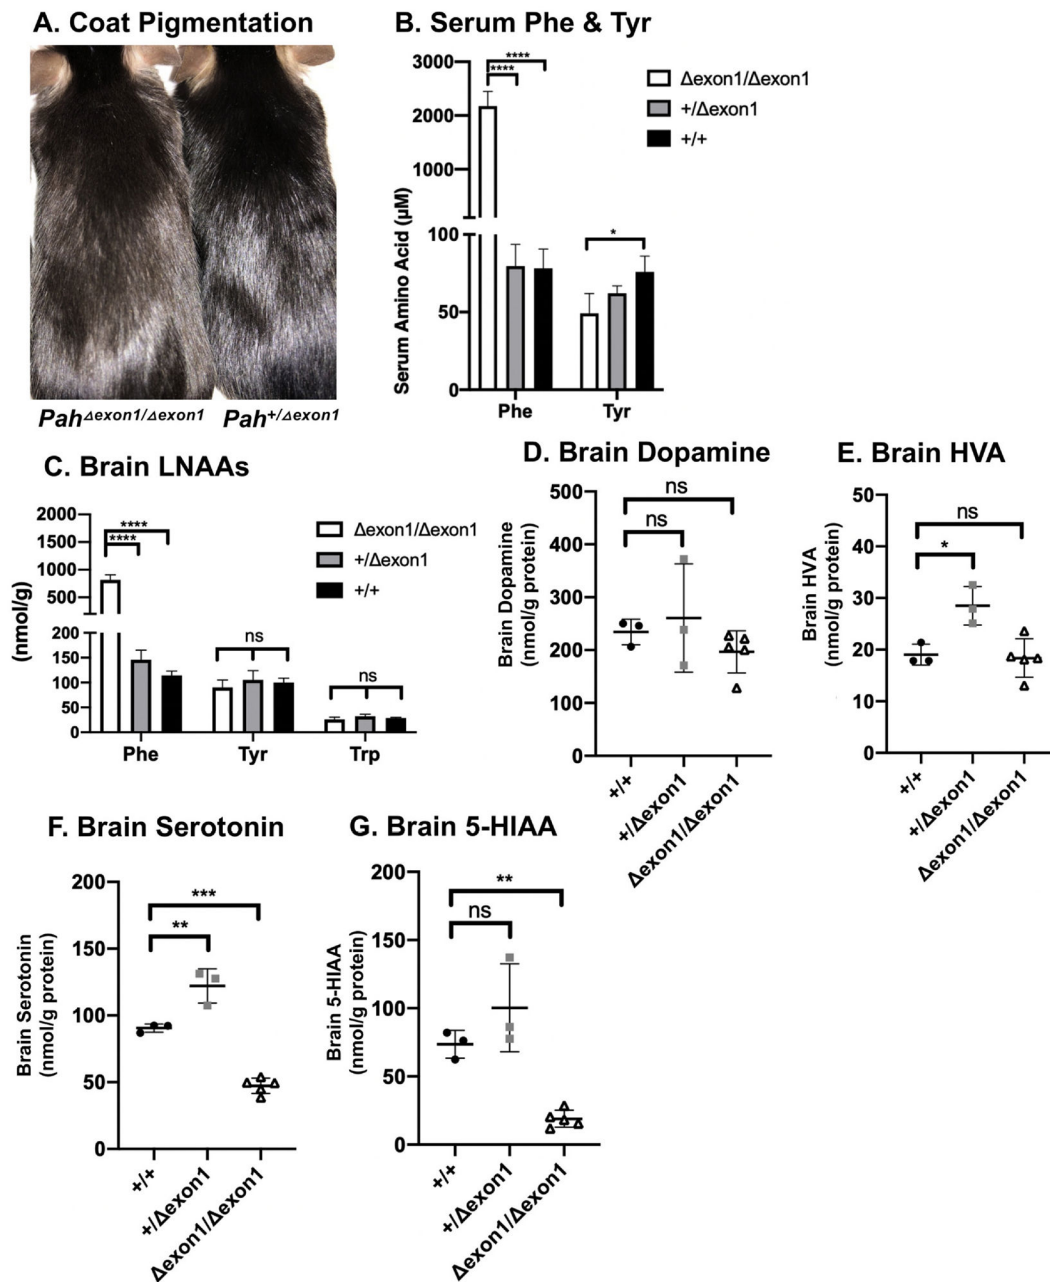 A. Coat Pigmentation
Pah^Δexon1/Δexon1
Pah^+/Δexon1
B. Serum Phe & Tyr
Serum Amino Acid (μM)
3000
2000
1000
100
50
0
****
****
*
Phe
Tyr
Δexon1/Δexon1
+/Δexon1
+/+
C. Brain LNAAs
(nmol/g)
2000
1500
1000
500
200
150
100
50
0
****
****
ns
ns
Phe
Tyr
Trp
Δexon1/Δexon1
+/Δexon1
+/+
D. Brain Dopamine
Brain Dopamine
(nmol/g protein)
500
400
300
200
100
0
ns
ns
+/+
+/Δexon1
Δexon1/Δexon1
E. Brain HVA
Brain HVA
(nmol/g protein)
50
40
30
20
10
0
ns
*
+/+
+/Δexon1
Δexon1/Δexon1
F. Brain Serotonin
Brain Serotonin
(nmol/g protein)
200
150
100
50
0
***
**
+/+
+/Δexon1
Δexon1/Δexon1
G. Brain 5-HIAA
Brain 5-HIAA
(nmol/g protein)
200
150
100
50
0
**
ns
+/+
+/Δexon1
Δexon1/Δexon1